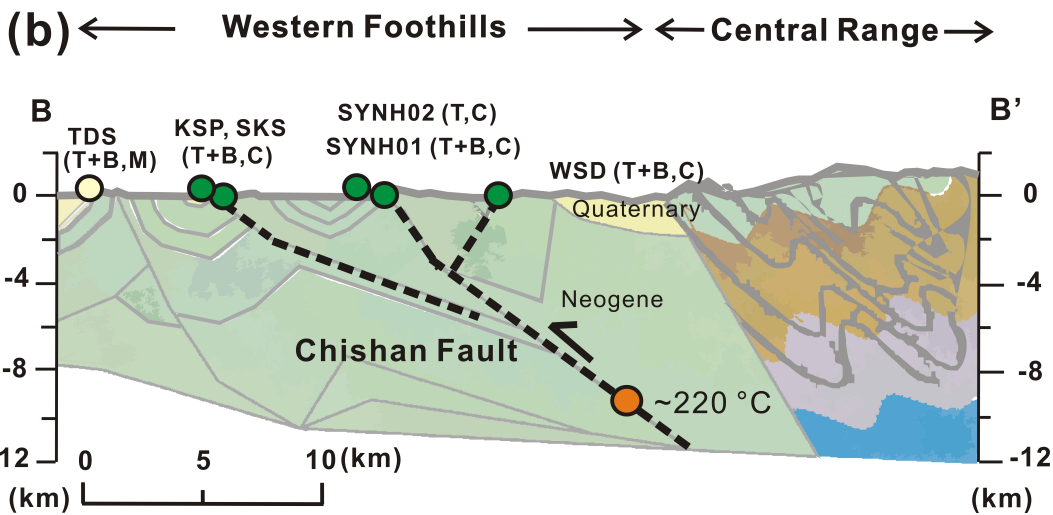 (b)
Western Foothills
Central Range
B
B’
TDS
(T+B,M)
KSP, SKS
(T+B,C)
SYNH02 (T,C)
SYNH01 (T+B,C)
WSD (T+B,C)
0
0
Quaternary
-4
-4
Neogene
Chishan Fault
-8
-8
~220 °C
12
-12
0 5 10(km)
(km)
(km)